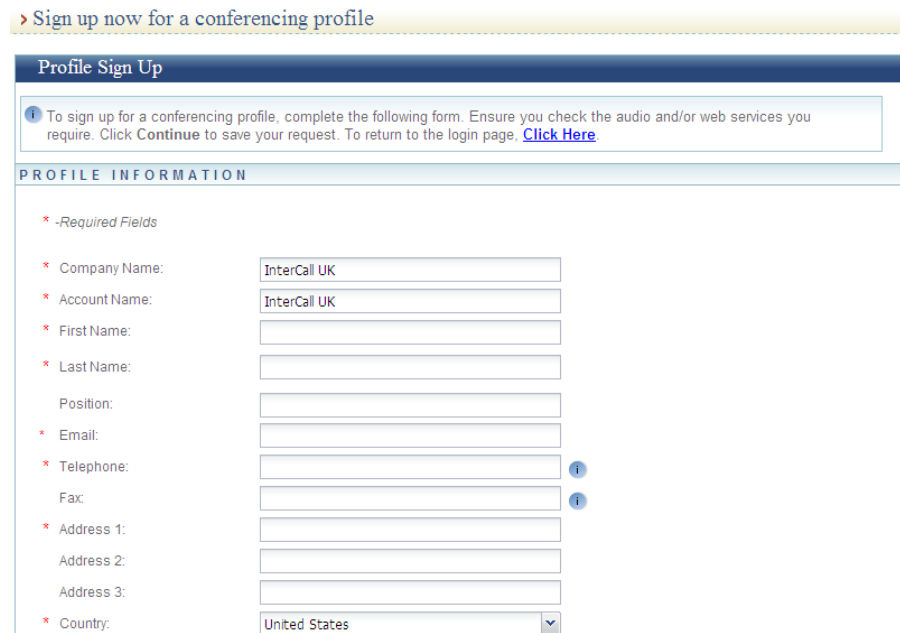 Sign up now for a conferencing profile
Profile Sign Up
To sign up for a conferencing profile, complete the following form. Ensure you check the audio and/or web services you
require. Click Continue to save your request. To return to the login page, Click Here.
PROFILE INFORMATION
* -Required Fields
* Company Name: InterCall UK
* Account Name: InterCall UK
* First Name:
* Last Name:
Position:
* Email:
* Telephone:
Fax:
* Address 1:
Address 2:
Address 3:
* Country: United States